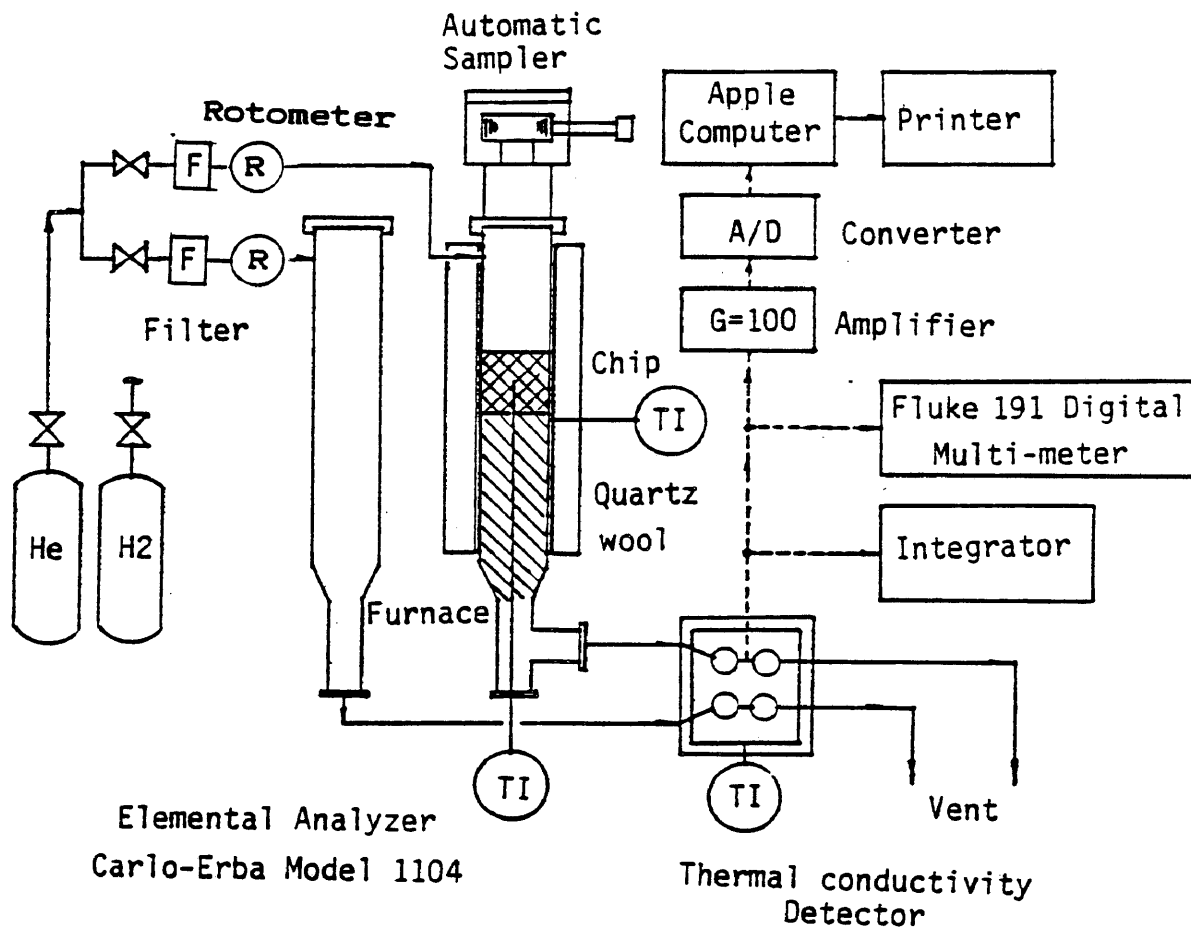 Automatic
Sampler
Rotometer
Apple
Computer
Printer
F
R
A/D
Converter
F
R
Filter
G=100
Amplifier
Chip
TI
Fluke 191 Digital
Multi-meter
He
H2
Quartz
wool
Integrator
Furnace
TI
TI
Vent
Elemental Analyzer
Carlo-Erba Model 1104
Thermal conductivity
Detector